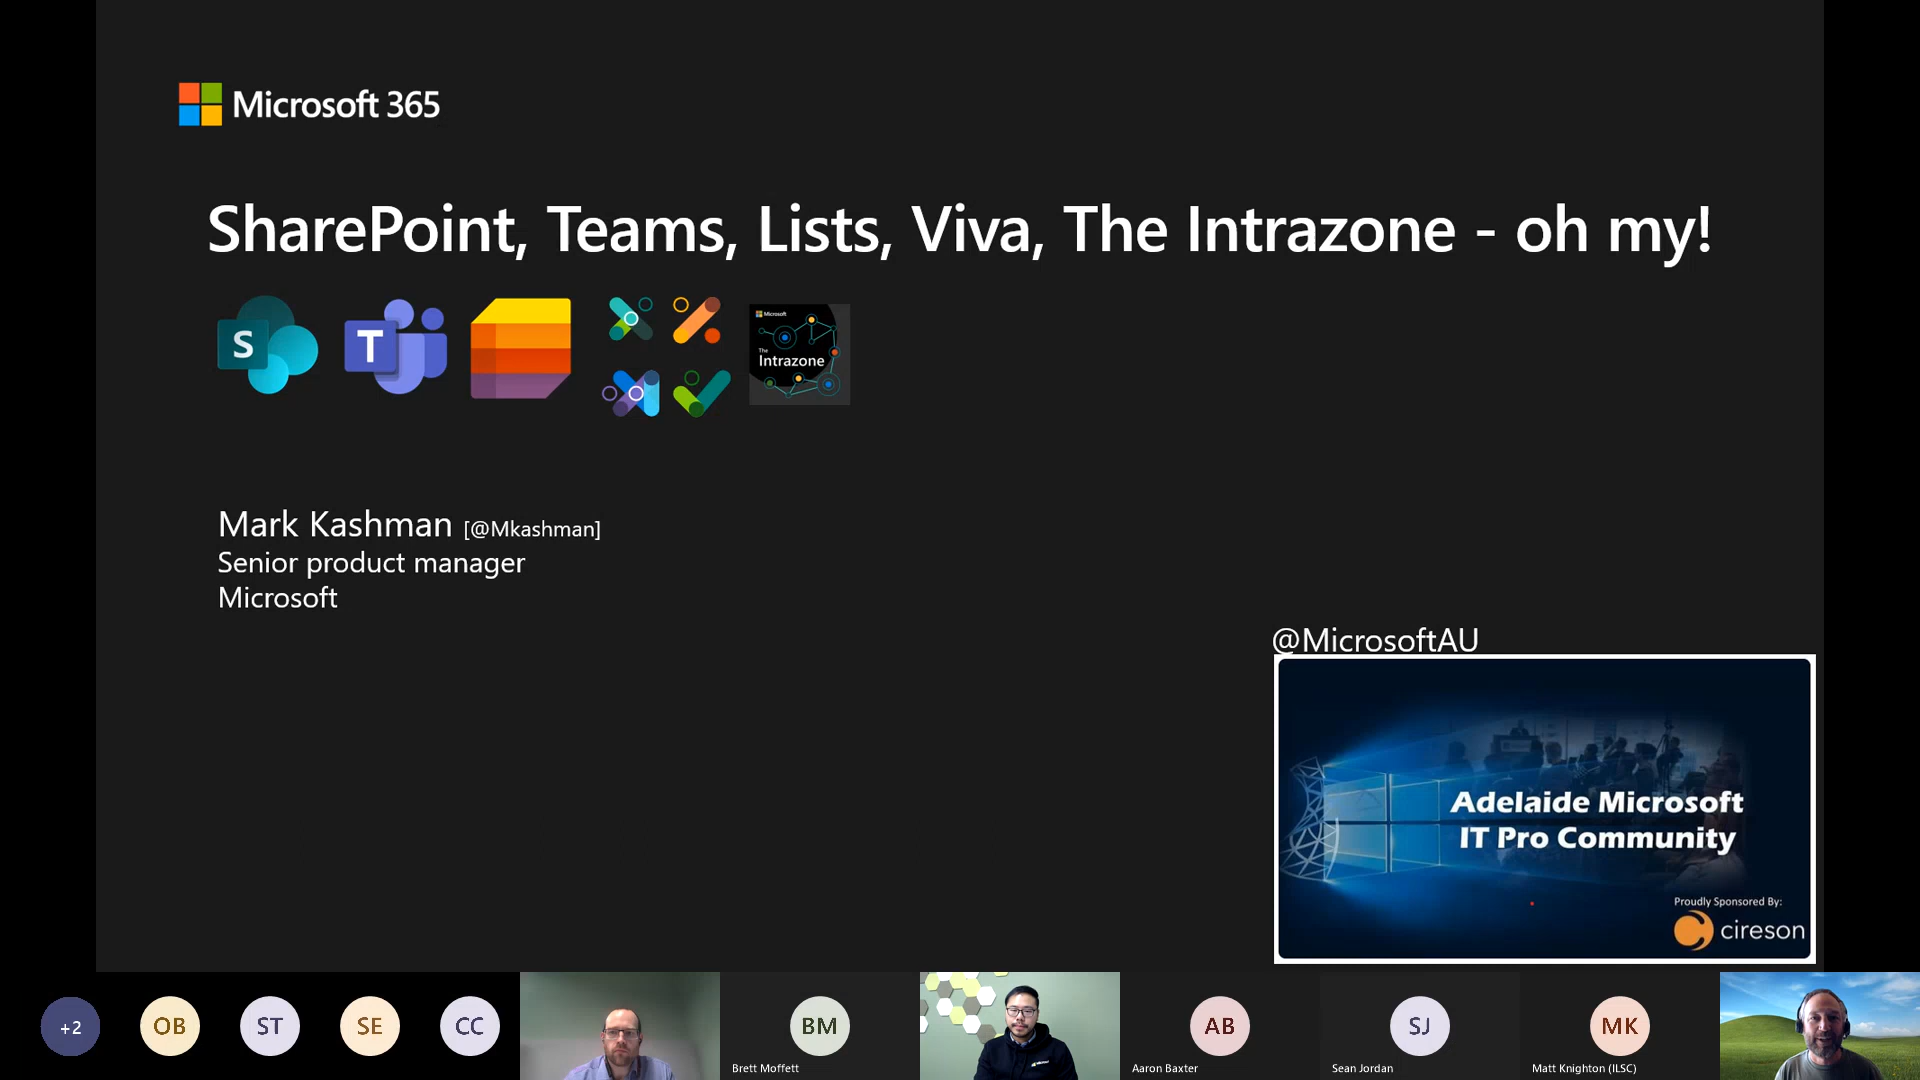 Microsoft 365
SharePoint, Teams, Lists, Viva, The Intrazone - oh my!
S
T
Microsoft
The
Intrazone
Mark Kashman [@Mkashman]
Senior product manager
Microsoft
@MicrosoftAU
Adelaide Microsoft
IT Pro Community
Proudly Sponsored By:
cireson
+2
OB
ST
SE
CC
BM
Brett Moffett
AB
Aaron Baxter
SJ
Sean Jordan
MK
Matt Knighton (ILSC)